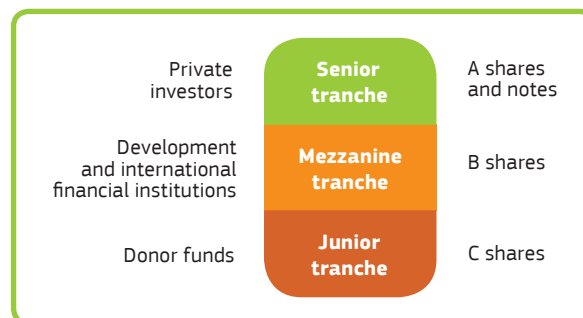 Private
investors
Senior
tranche
A shares
and notes
Development
and international
financial institutions
Mezzanine
tranche
B shares
Donor funds
Junior
tranche
C shares